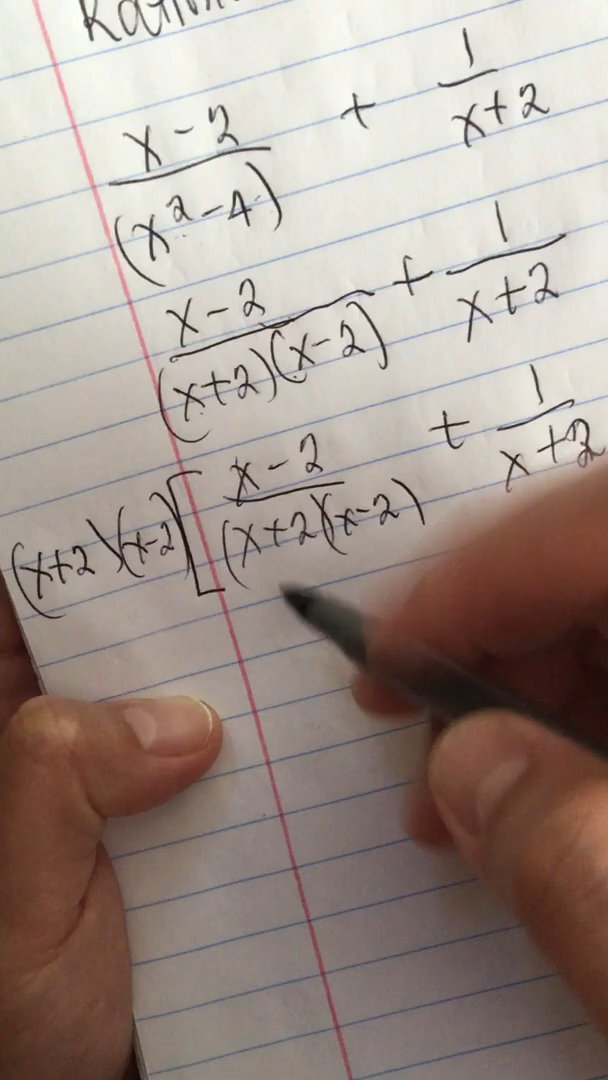 x - 2 / (x² - 4) + 1 / x + 2
x - 2 / (x+2)(x-2) + 1 / x + 2
(x+2)(x-2) [ x - 2 / (x+2)(x-2) + 1 / x + 2